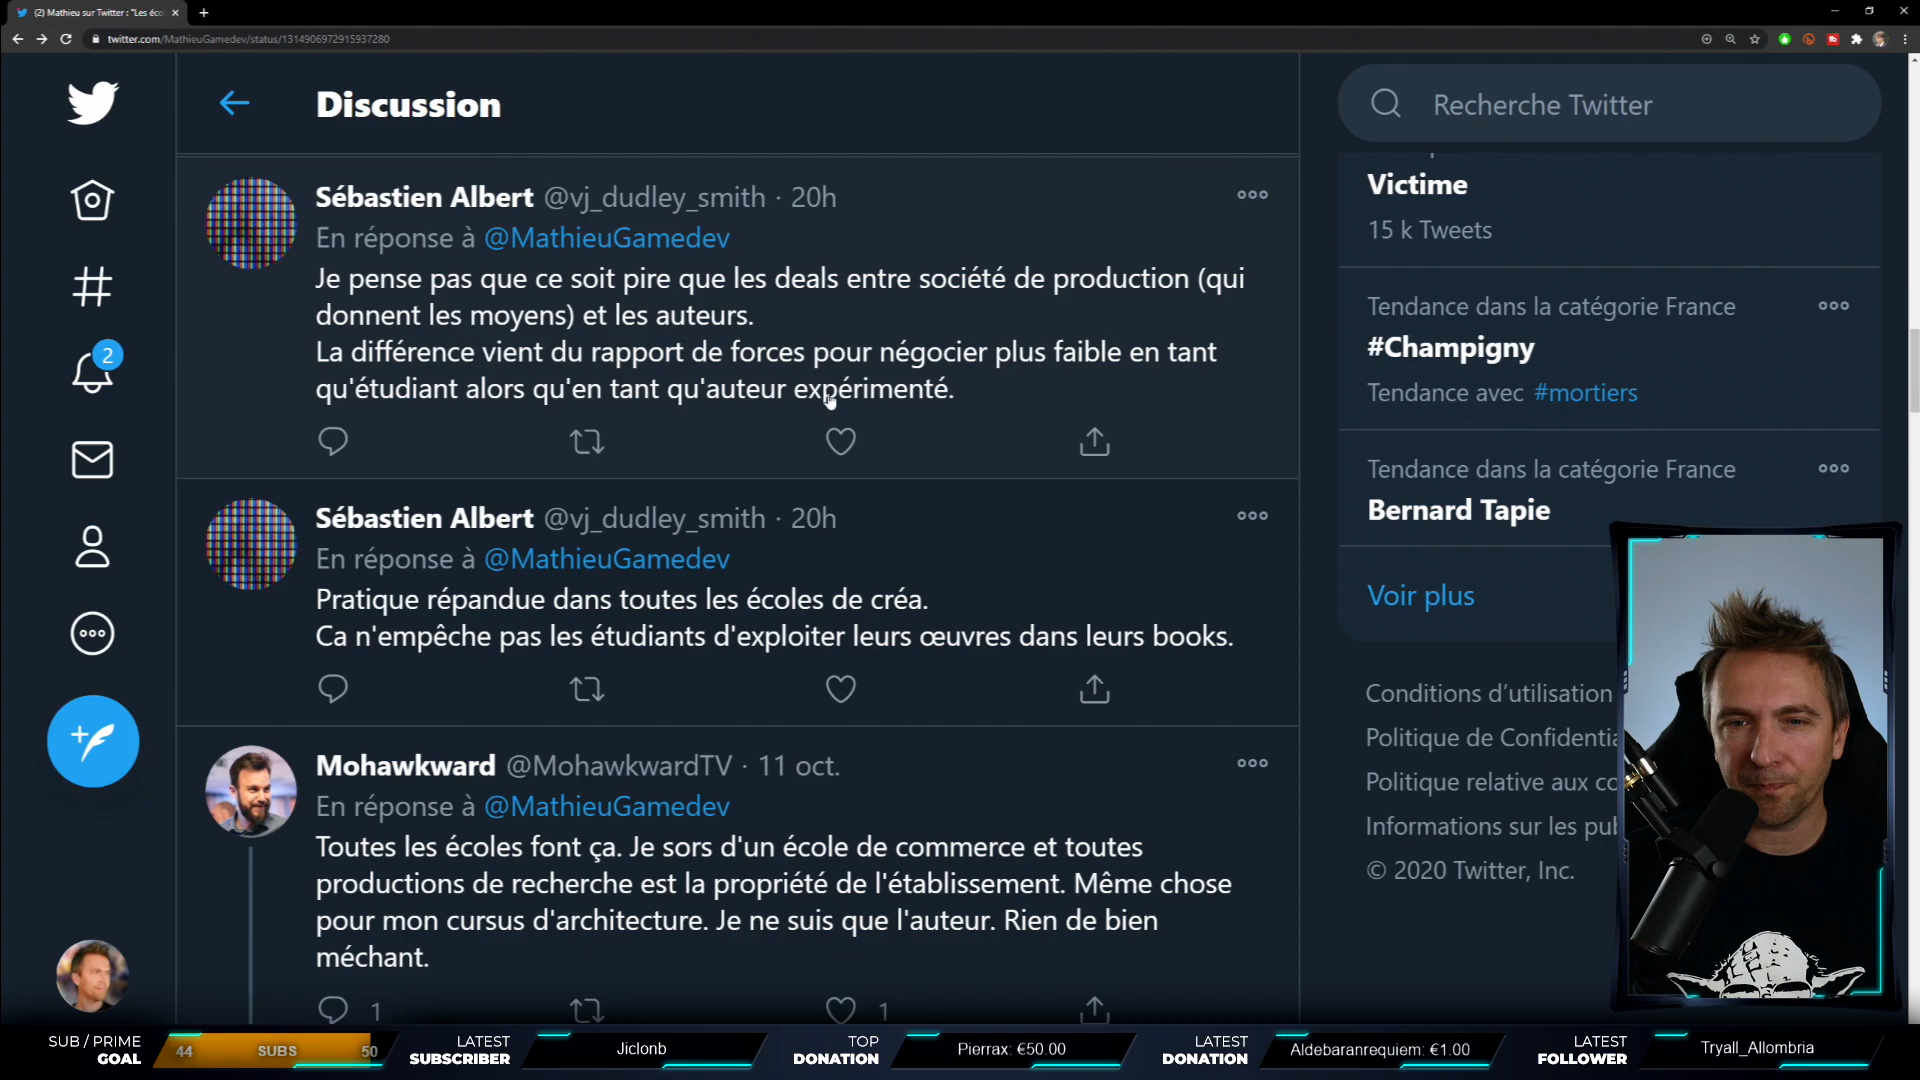 (2) Mathieu sur Twitter : "Les éco
twitter.com/MathieuGamedev/status/1314906972915937280
Discussion
Recherche Twitter
Sébastien Albert @vj_dudley_smith · 20h
En réponse à @MathieuGamedev
Je pense pas que ce soit pire que les deals entre société de production (qui
donnent les moyens) et les auteurs.
La différence vient du rapport de forces pour négocier plus faible en tant
qu'étudiant alors qu'en tant qu'auteur expérimenté.
Sébastien Albert @vj_dudley_smith · 20h
En réponse à @MathieuGamedev
Pratique répandue dans toutes les écoles de créa.
Ca n'empêche pas les étudiants d'exploiter leurs œuvres dans leurs books.
Mohawkward @MohawkwardTV · 11 oct.
En réponse à @MathieuGamedev
Toutes les écoles font ça. Je sors d'un école de commerce et toutes
productions de recherche est la propriété de l'établissement. Même chose
pour mon cursus d'architecture. Je ne suis que l'auteur. Rien de bien
méchant.
1
1
2
Victime
15 k Tweets
Tendance dans la catégorie France
#Champigny
Tendance avec #mortiers
Tendance dans la catégorie France
Bernard Tapie
Voir plus
Conditions d'utilisation
Politique de Confidentia
Politique relative aux co
Informations sur les pub
© 2020 Twitter, Inc.
SUB / PRIME
GOAL
44 SUBS 50
LATEST
SUBSCRIBER
Jiclonb
TOP
DONATION
Pierrax: €50.00
LATEST
DONATION
Aldebaranrequiem: €1.00
LATEST
FOLLOWER
Tryall_Allombria